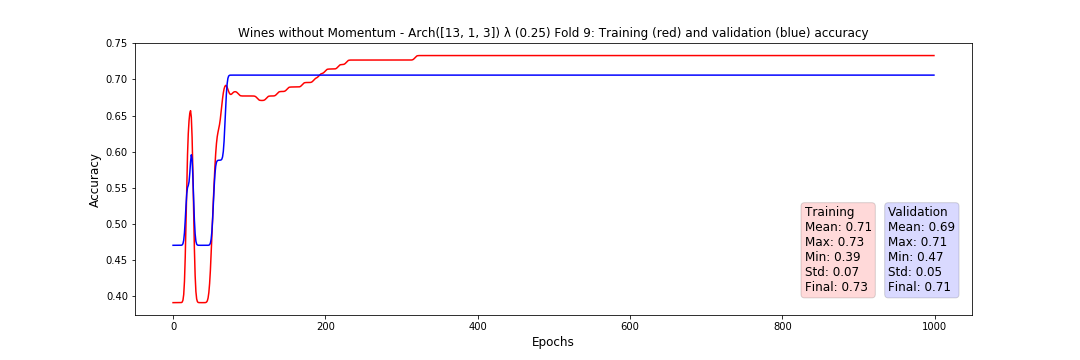 Wines without Momentum - Arch([13, 1, 3]) λ (0.25) Fold 9: Training (red) and validation (blue) accuracy
Accuracy
0.75
0.70
0.65
0.60
0.55
0.50
0.45
0.40
Training
Mean: 0.71
Max: 0.73
Min: 0.39
Std: 0.07
Final: 0.73
Validation
Mean: 0.69
Max: 0.71
Min: 0.47
Std: 0.05
Final: 0.71
0 200 400 600 800 1000
Epochs